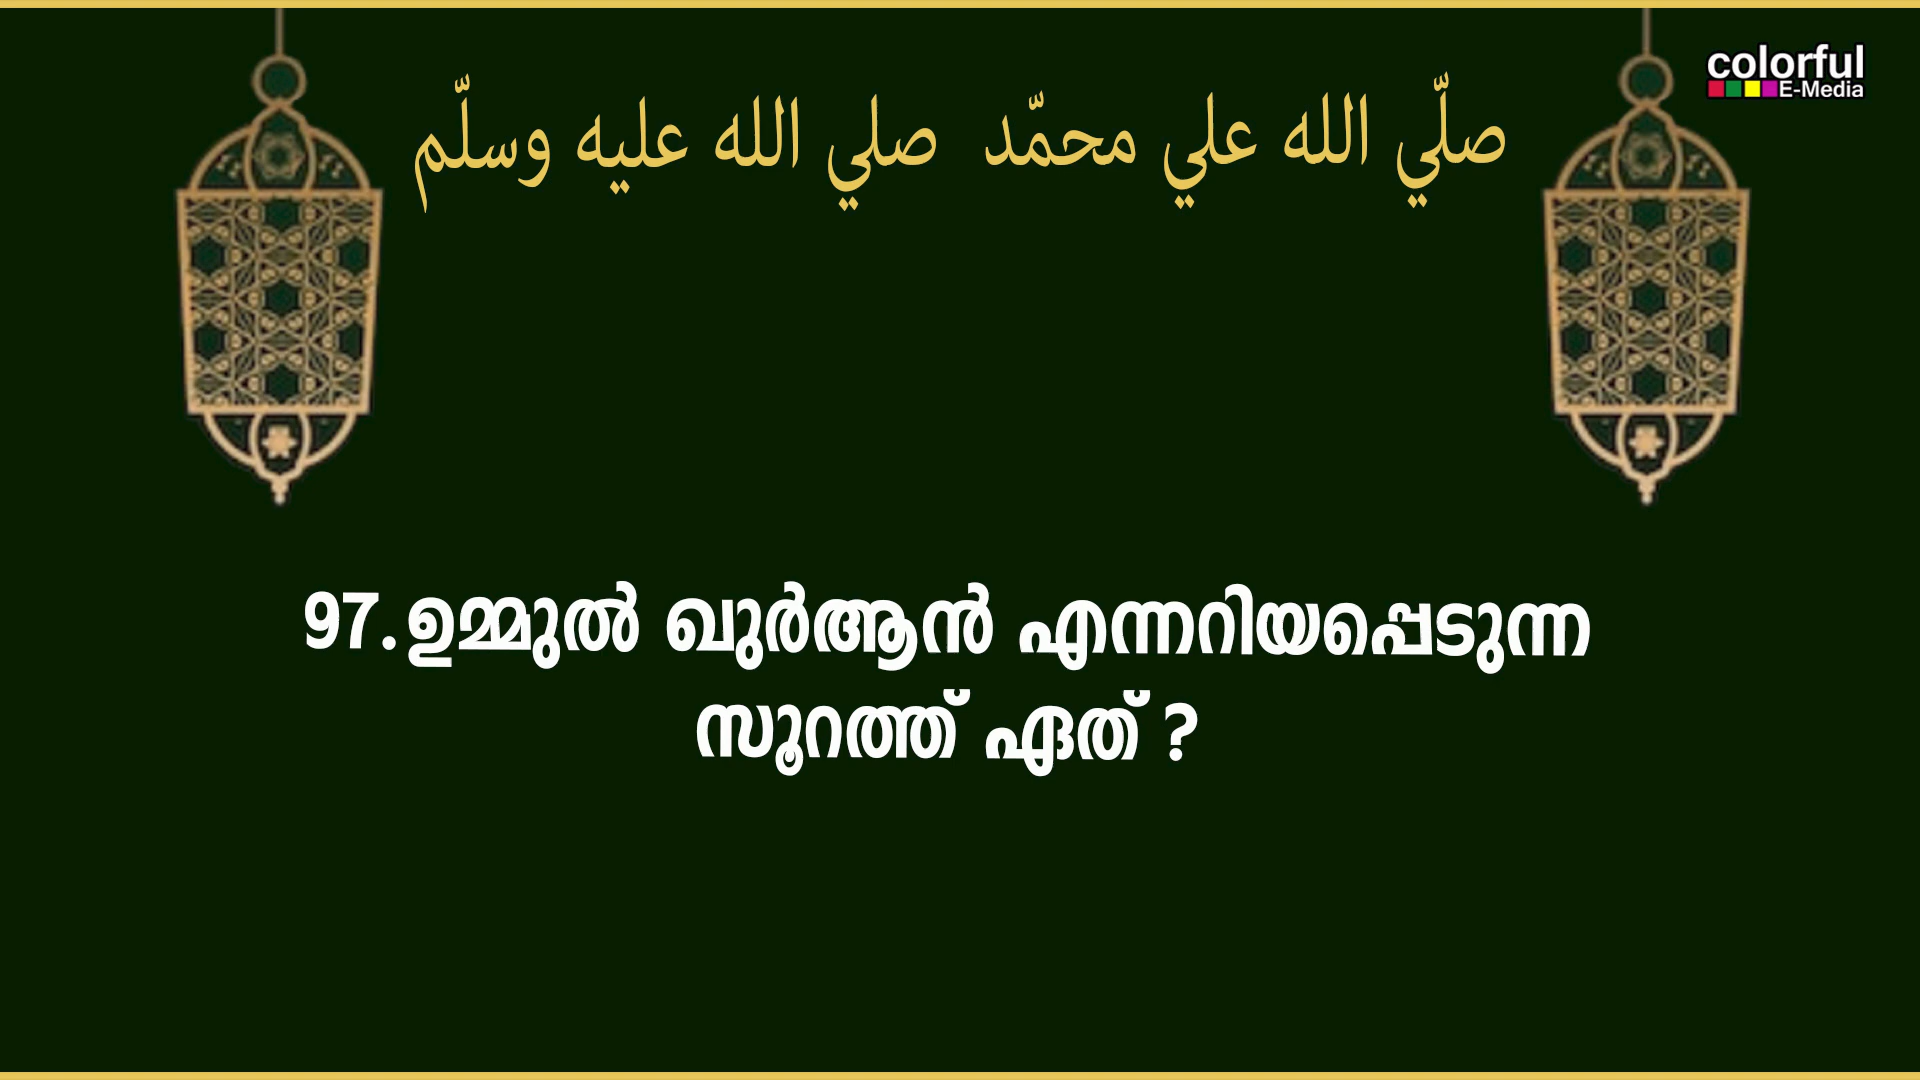 colorful
E-Media
صلّي الله علي محمّد صلي الله عليه وسلّم
97.ഉമ്മുൽ ഖുർആൻ എന്നറിയപ്പെടുന്ന
സൂറത്ത് ഏത് ?